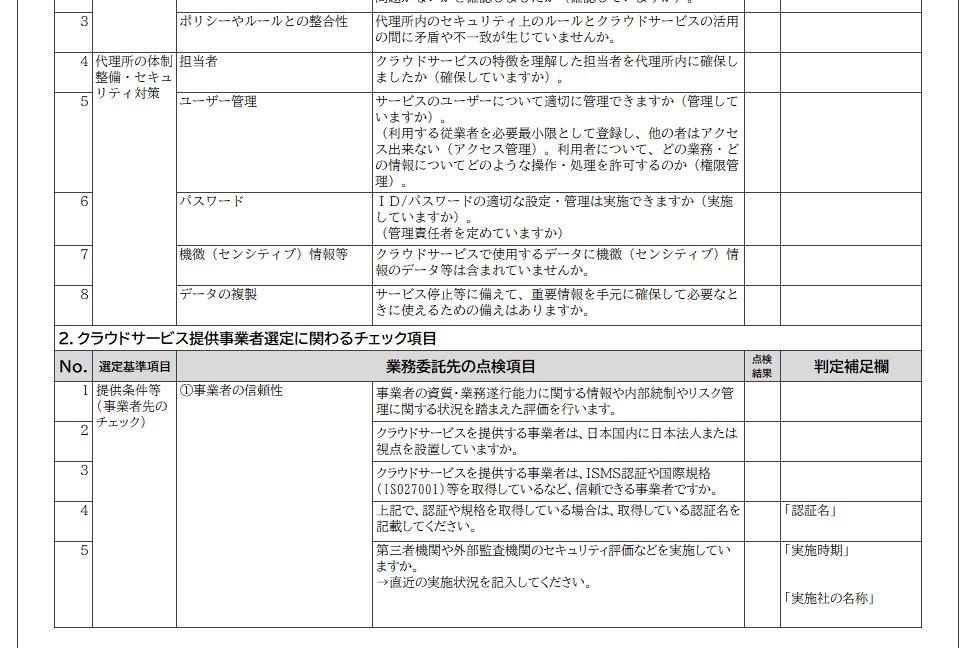 3 ポリシーやルールとの整合性 代理所内のセキュリティ上のルールとクラウドサービスの活用
の間に矛盾や不一致が生じていませんか。
4 代理所の体制 担当者 クラウドサービスの特徴を理解した担当者を代理所内に確保し
整備・セキュ ましたか（確保していますか）。
リティ対策
5 ユーザー管理 サービスのユーザーについて適切に管理できますか（管理して
いますか）。
（利用する従業者を必要最小限として登録し、他の者はアクセ
ス出来ない（アクセス管理）。利用者について、どの業務・ど
の情報についてどのような操作・処理を許可するのか（権限管
理）。
6 パスワード ＩＤ/パスワードの適切な設定・管理は実施できますか（実施
していますか）。
（管理責任者を定めていますか）
7 機微（センシティブ）情報等 クラウドサービスで使用するデータに機微（センシティブ）情
報のデータ等は含まれていませんか。
8 データの複製 サービス停止等に備えて、重要情報を手元に確保して必要なと
きに使えるための備えはありますか。
2. クラウドサービス提供事業者選定に関わるチェック項目
No. 選定基準項目 業務委託先の点検項目 点検 判定補足欄
結果
1 提供条件等 ①事業者の信頼性 事業者の資質・業務遂行能力に関する情報や内部統制やリスク
（事業者先の 管理に関する状況を踏まえた評価を行います。
チェック）
2 クラウドサービスを提供する事業者は、日本国内に日本法人または
視点を設置していますか。
3 クラウドサービスを提供する事業者は、ISMS認証や国際規格
（ISO27001）等を取得しているなど、信頼できる事業者ですか。
4 上記で、認証や規格を取得している場合は、取得している認証名を 「認証名」
記載してください。
5 第三者機関や外部監査機関のセキュリティ評価などを実施してい 「実施時期」
ますか。
→直近の実施状況を記入してください。
「実施社の名称」